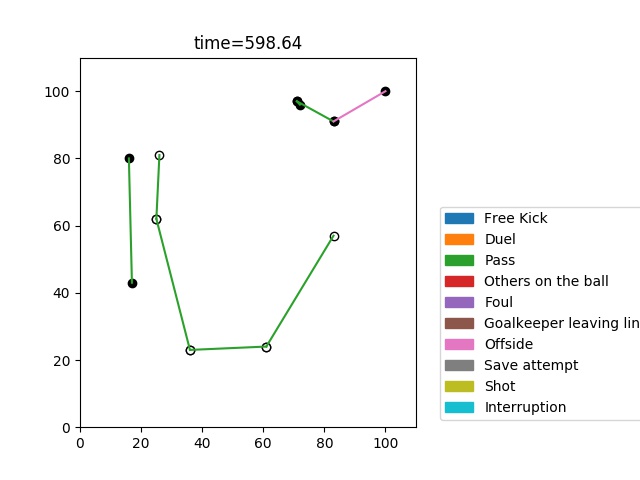 time=598.64
100
80
60
40
20
0
0 20 40 60 80 100
Free Kick
Duel
Pass
Others on the ball
Foul
Goalkeeper leaving lin
Offside
Save attempt
Shot
Interruption